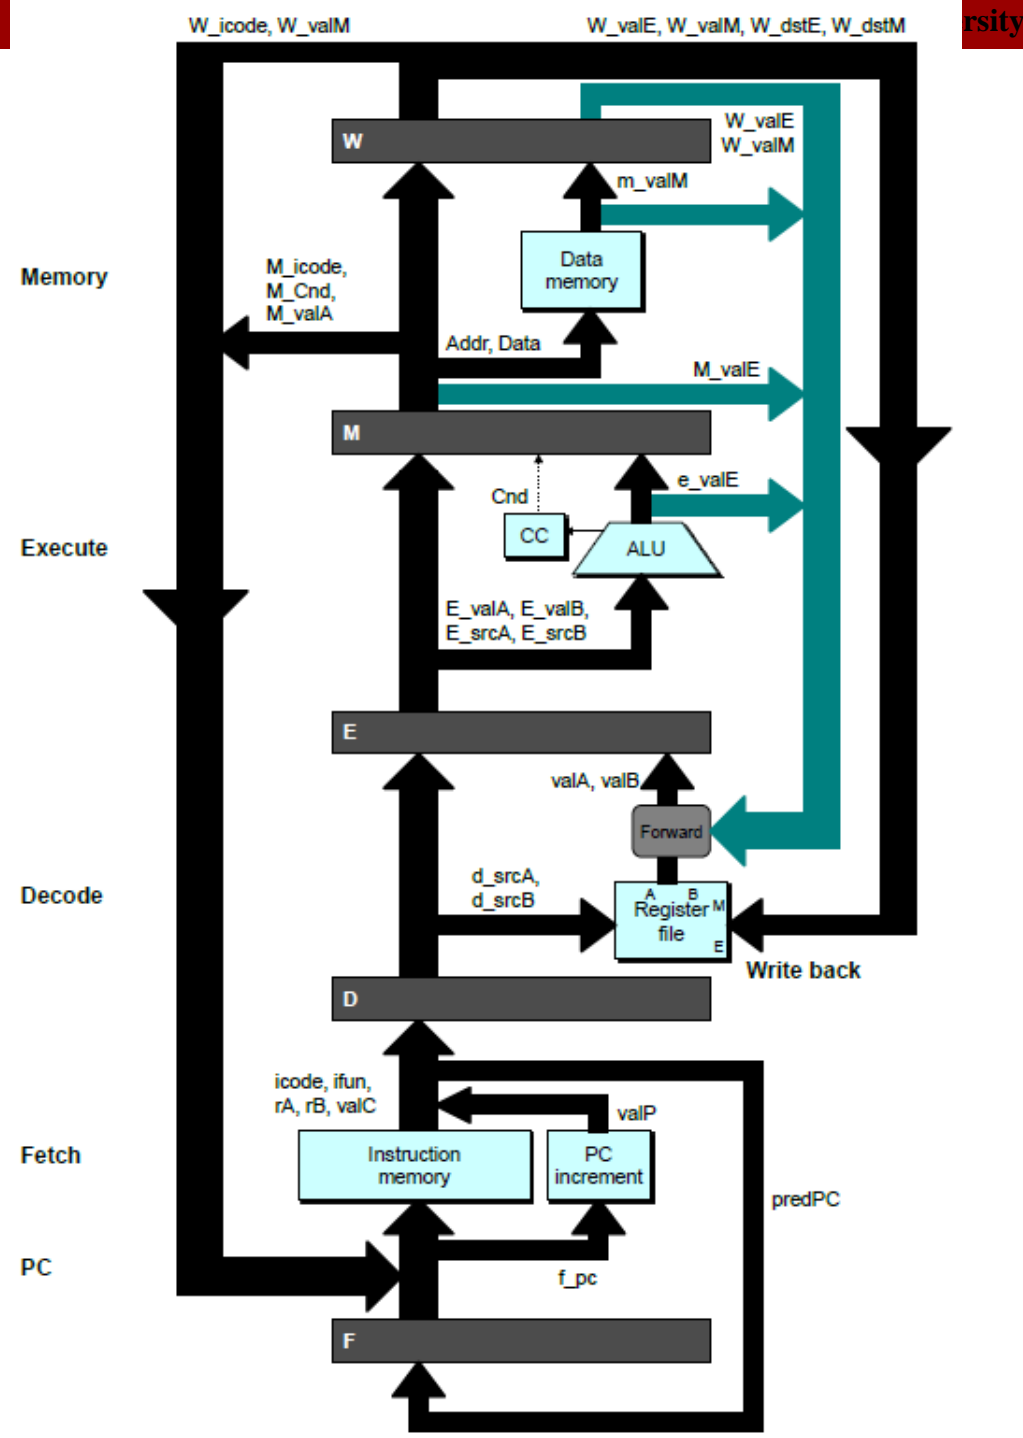 W_icode, W_valM
W_valE, W_valM, W_dstE, W_dstM
rsity
W
W_valE
W_valM
m_valM
Memory
Data
memory
M_icode,
M_Cnd,
M_valA
Addr, Data
M_valE
M
e_valE
Cnd
Execute
CC
ALU
E_valA, E_valB,
E_srcA, E_srcB
E
valA, valB
Forward
Decode
d_srcA,
d_srcB
A B
Register M
file
E
Write back
D
icode, ifun,
rA, rB, valC
valP
Fetch
Instruction
memory
PC
increment
predPC
PC
f_pc
F